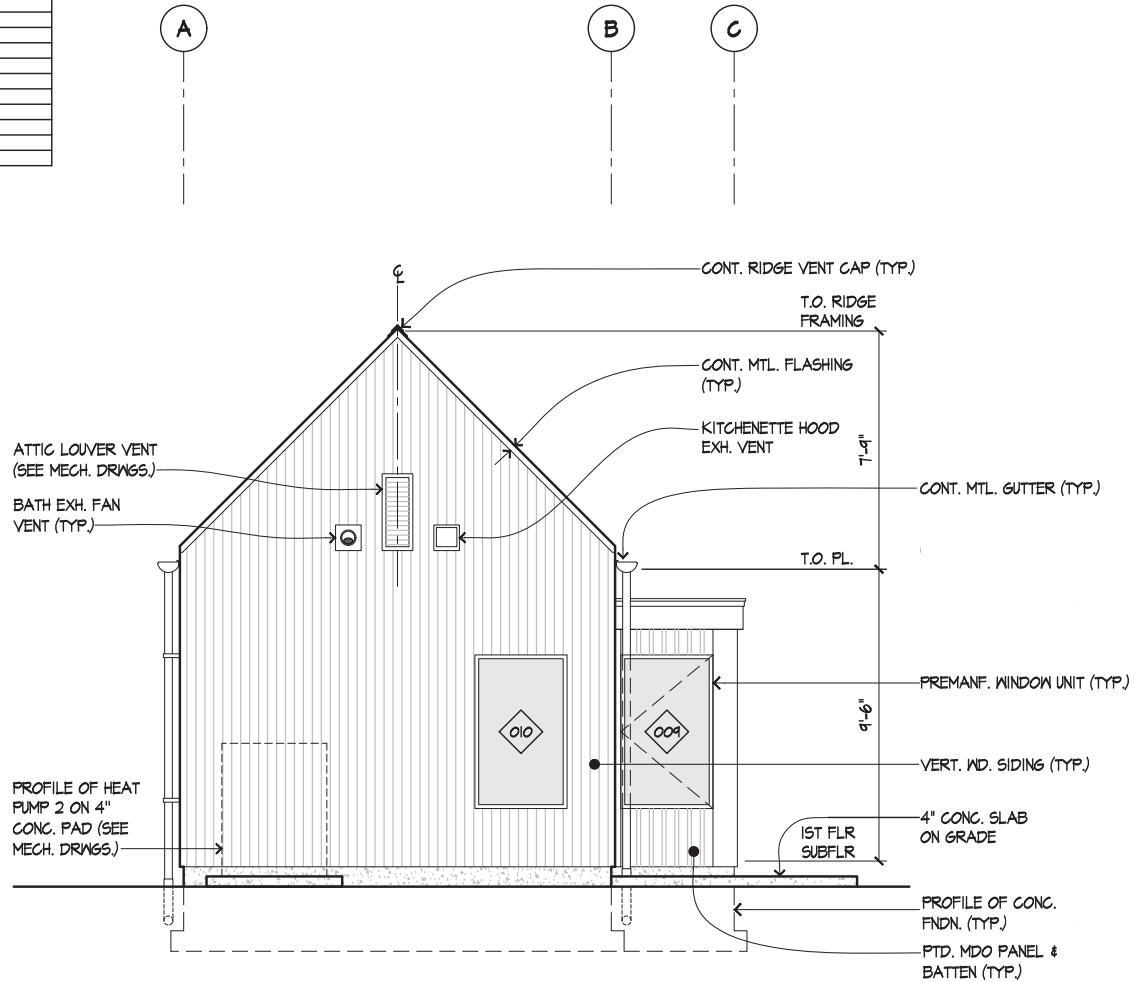 A B C
CL
CONT. RIDGE VENT CAP (TYP.)
T.O. RIDGE
FRAMING
CONT. MTL. FLASHING
(TYP.)
KITCHENETTE HOOD
EXH. VENT
7'-9"
ATTIC LOUVER VENT
(SEE MECH. DRWGS.)
BATH EXH. FAN
VENT (TYP.)
CONT. MTL. GUTTER (TYP.)
T.O. PL.
PREMANF. WINDOW UNIT (TYP.)
9'-6"
010
009
VERT. WD. SIDING (TYP.)
PROFILE OF HEAT
PUMP 2 ON 4"
CONC. PAD (SEE
MECH. DRWGS.)
4" CONC. SLAB
ON GRADE
1ST FLR
SUBFLR
PROFILE OF CONC.
FNDN. (TYP.)
PTD. MDO PANEL &
BATTEN (TYP.)